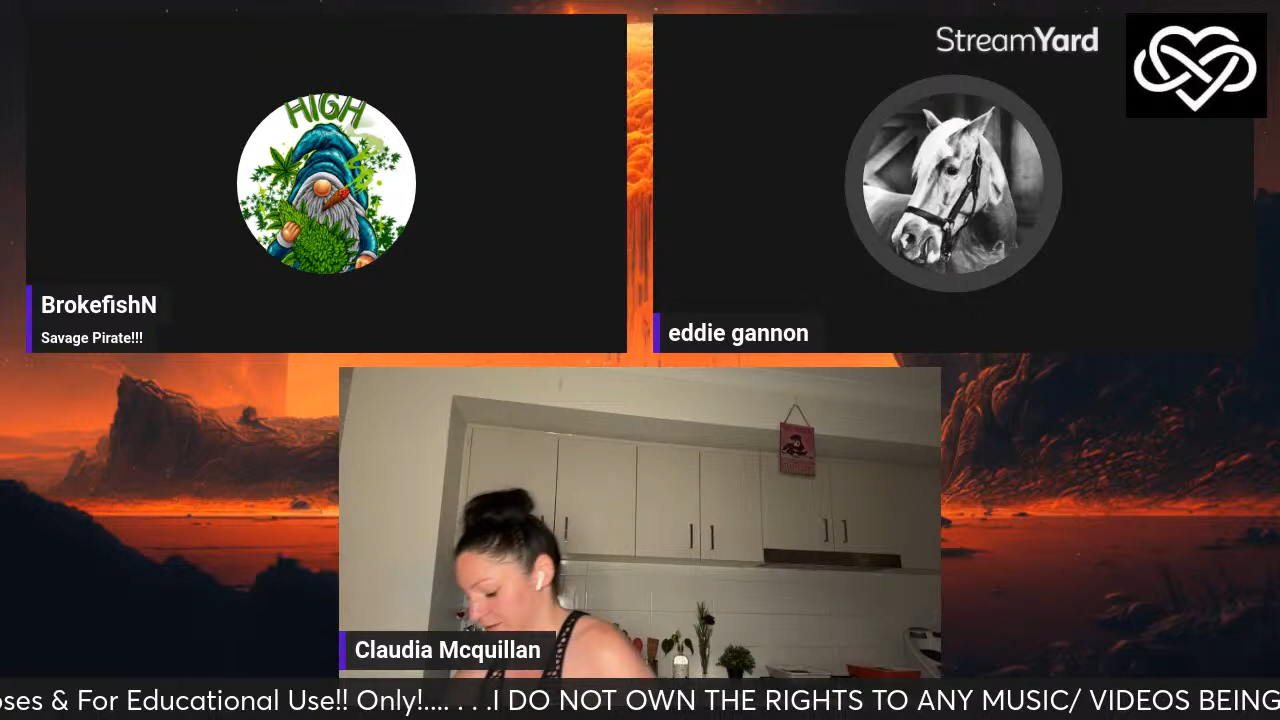 HIGH
StreamYard
BrokefishN
Savage Pirate!!!
eddie gannon
Claudia Mcquillan
oses & For Educational Use!! Only!.... . . .I DO NOT OWN THE RIGHTS TO ANY MUSIC/ VIDEOS BEING